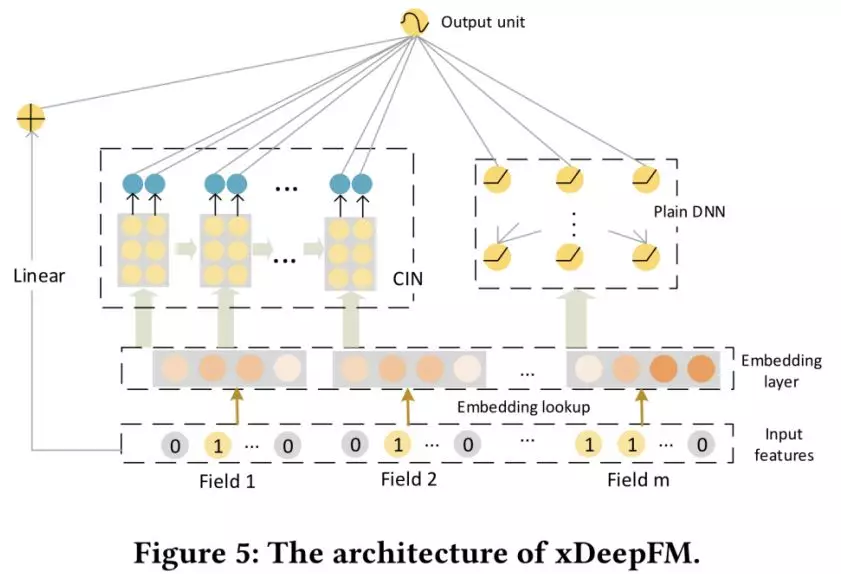 Output unit
Plain DNN
Linear
...
...
CIN
...
Embedding
layer
Embedding lookup
0 1 ... 0
0 1 ... 0
...
1 1 ... 0
Input
features
Field 1
Field 2
Field m
Figure 5: The architecture of xDeepFM.